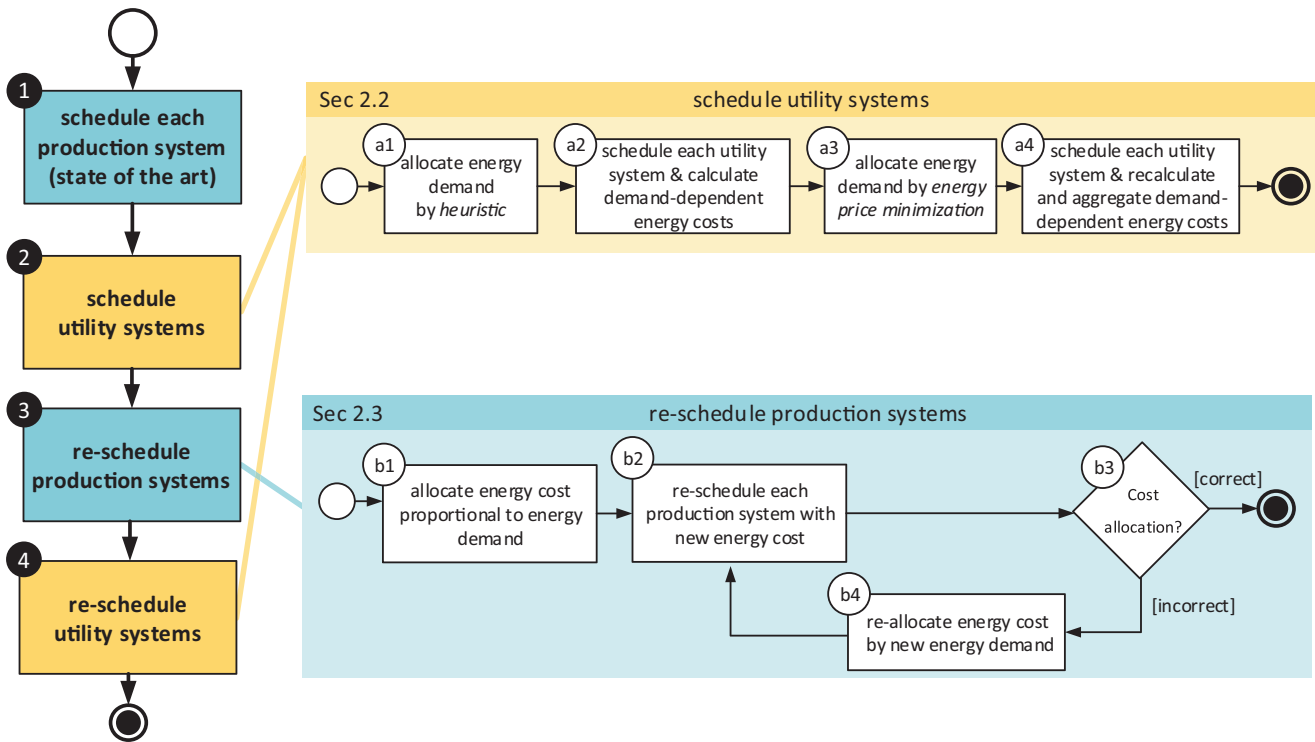 1
schedule each
production system
(state of the art)
2
schedule
utility systems
3
re-schedule
production systems
4
re-schedule
utility systems
Sec 2.2
schedule utility systems
a1
allocate energy
demand
by heuristic
a2
schedule each utility
system & calculate
demand-dependent
energy costs
a3
allocate energy
demand by energy
price minimization
a4
schedule each utility
system & recalculate
and aggregate demand-
dependent energy costs
Sec 2.3
re-schedule production systems
b1
allocate energy cost
proportional to energy
demand
b2
re-schedule each
production system with
new energy cost
b3
Cost
allocation?
[correct]
[incorrect]
b4
re-allocate energy cost
by new energy demand